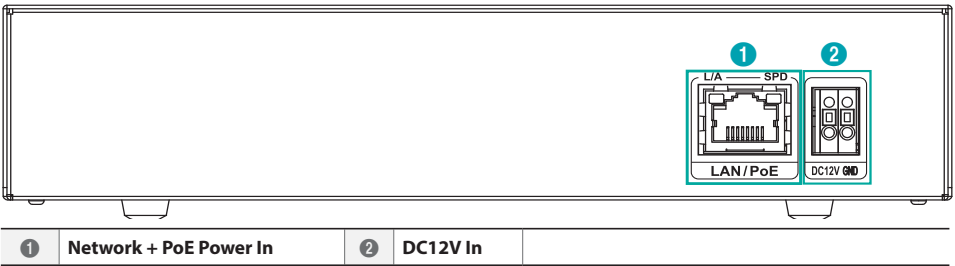 1 2
L/A SPD
LAN/PoE DC12V GND
1 Network + PoE Power In 2 DC12V In